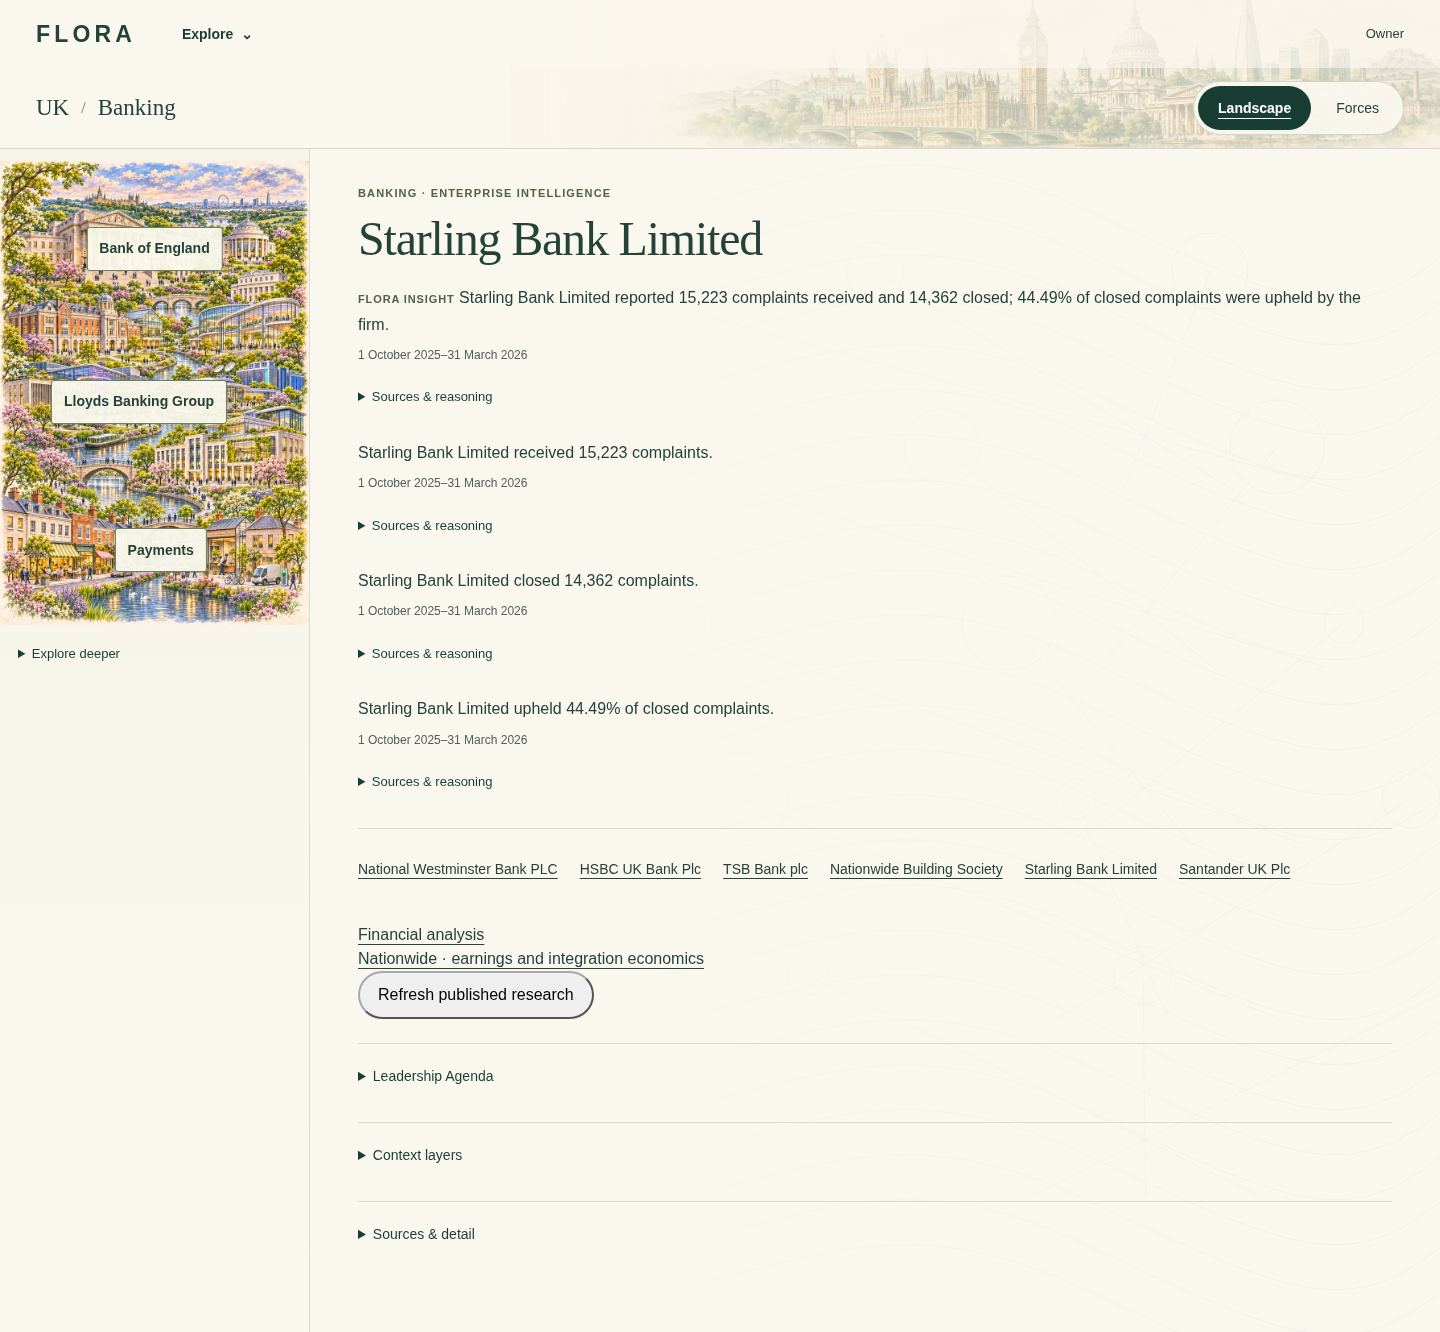 FLORA
Explore
Owner
UK / Banking
Landscape
Forces
Bank of England
Lloyds Banking Group
Payments
Explore deeper
BANKING · ENTERPRISE INTELLIGENCE
Starling Bank Limited
FLORA INSIGHT Starling Bank Limited reported 15,223 complaints received and 14,362 closed; 44.49% of closed complaints were upheld by the
firm.
1 October 2025–31 March 2026
Sources & reasoning
Starling Bank Limited received 15,223 complaints.
1 October 2025–31 March 2026
Sources & reasoning
Starling Bank Limited closed 14,362 complaints.
1 October 2025–31 March 2026
Sources & reasoning
Starling Bank Limited upheld 44.49% of closed complaints.
1 October 2025–31 March 2026
Sources & reasoning
National Westminster Bank PLC HSBC UK Bank Plc TSB Bank plc Nationwide Building Society Starling Bank Limited Santander UK Plc
Financial analysis
Nationwide · earnings and integration economics
Refresh published research
Leadership Agenda
Context layers
Sources & detail